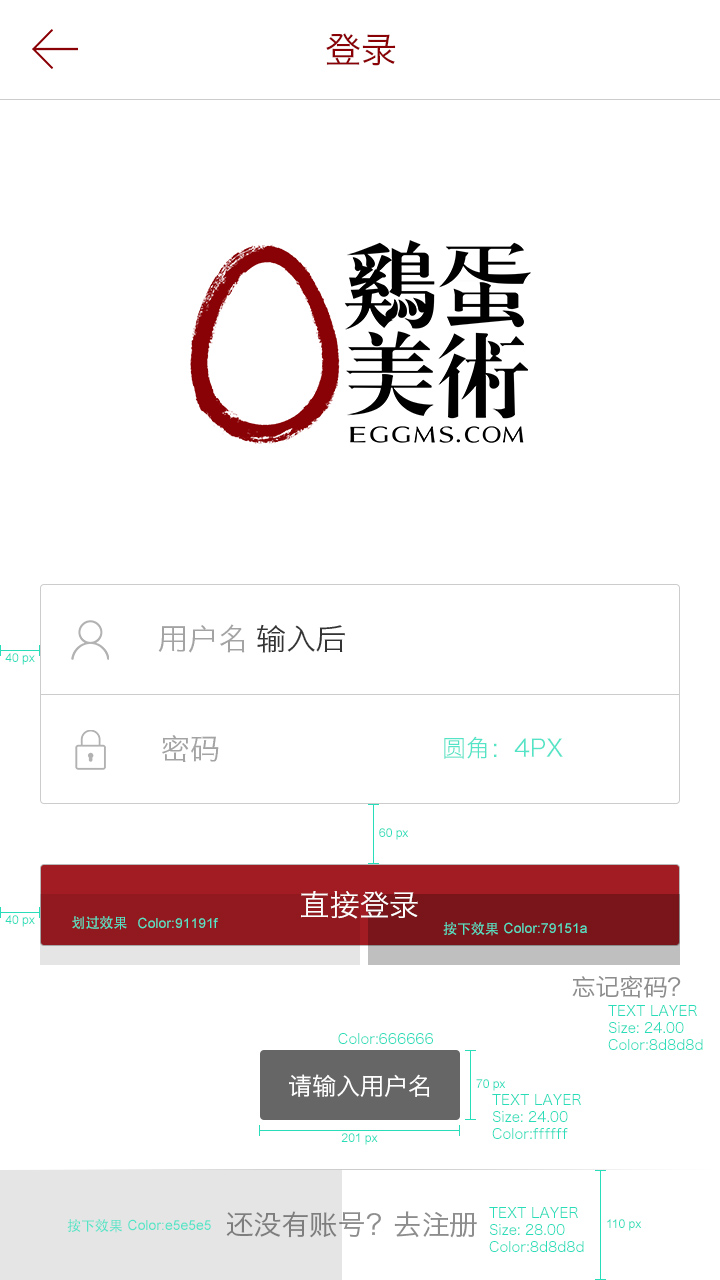 登录
鷄蛋
美術
EGGMS.COM
用户名 输入后
40 px
密码
圆角：4PX
60 px
直接登录
40 px
划过效果 Color:91191f
按下效果 Color:79151a
忘记密码?
TEXT LAYER
Size: 24.00
Color:8d8d8d
Color:666666
请输入用户名
70 px
TEXT LAYER
Size: 24.00
Color:ffffff
201 px
按下效果 Color:e5e5e5
还没有账号? 去注册
TEXT LAYER
Size: 28.00
Color:8d8d8d
110 px